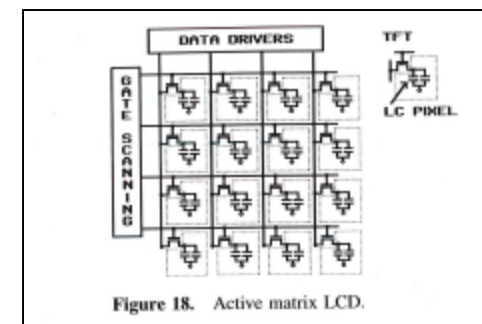 DATA DRIVERS
TFT
GATE SCANNING
LC PIXEL
Figure 18. Active matrix LCD.